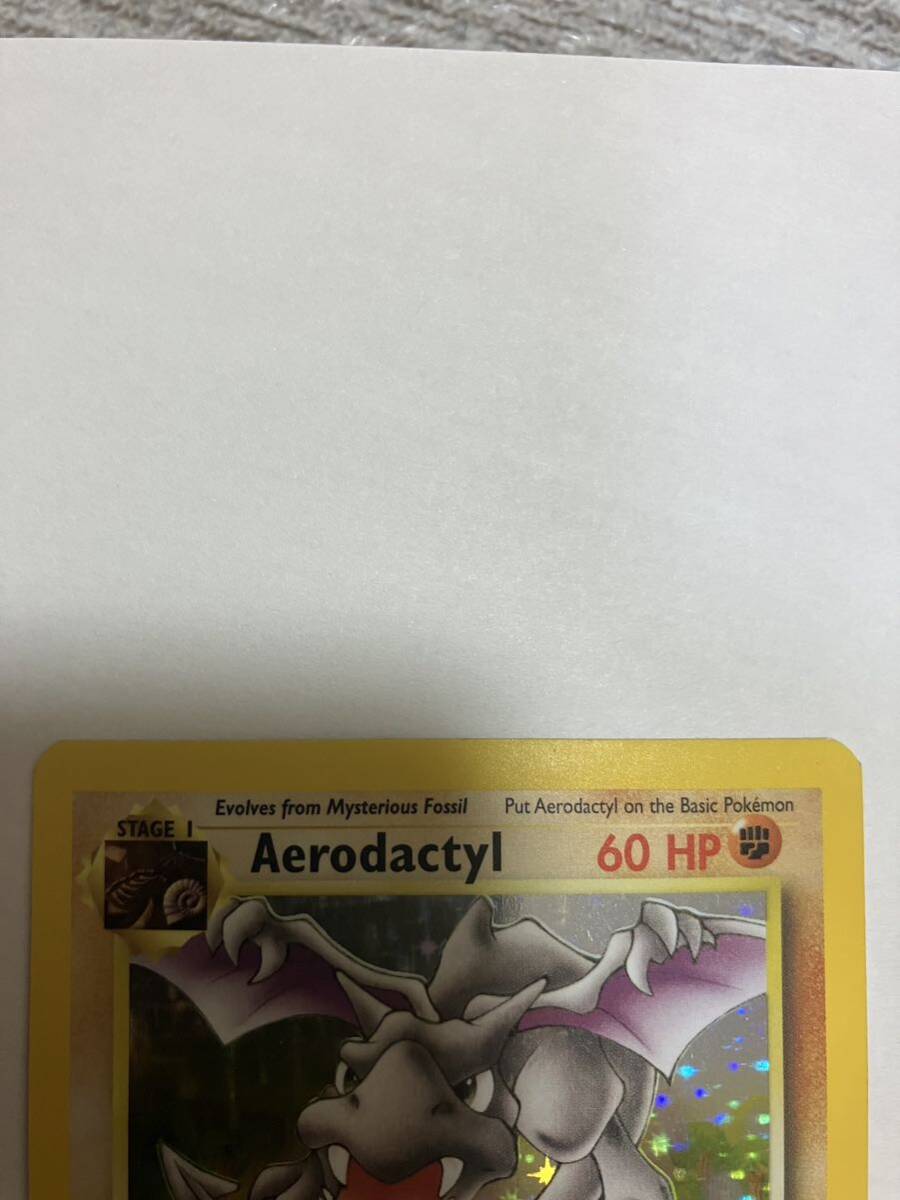 Evolves from Mysterious Fossil Put Aerodactyl on the Basic Pokémon
STAGE 1
Aerodactyl 60 HP